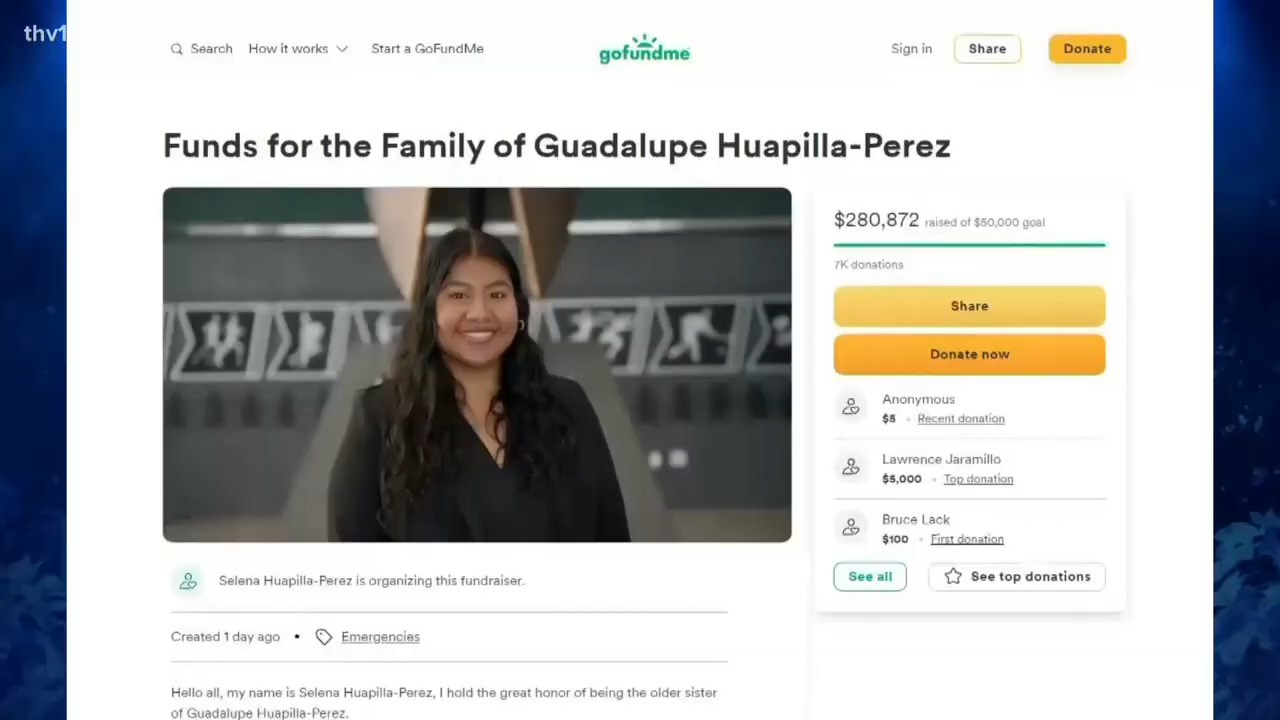 thv1
Search How it works Start a GoFundMe
gofundme
Sign in Share Donate
Funds for the Family of Guadalupe Huapilla-Perez
$280,872 raised of $50,000 goal
7K donations
Share
Donate now
Anonymous
$5 • Recent donation
Lawrence Jaramillo
$5,000 • Top donation
Bruce Lack
$100 • First donation
See all See top donations
Selena Huapilla-Perez is organizing this fundraiser.
Created 1 day ago • Emergencies
Hello all, my name is Selena Huapilla-Perez, I hold the great honor of being the older sister
of Guadalupe Huapilla-Perez.